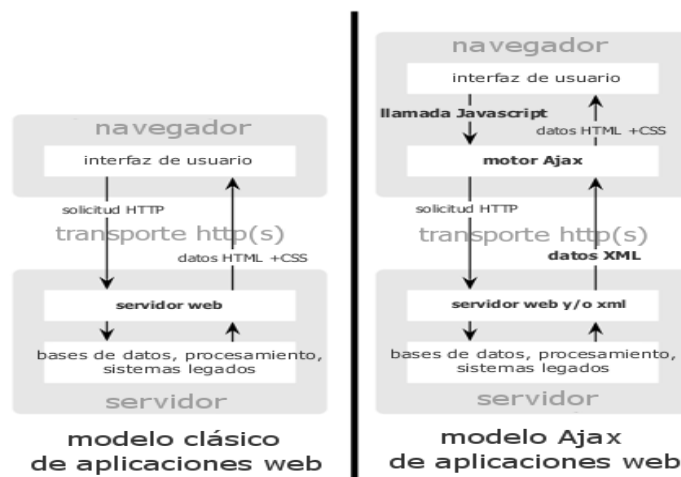 navegador
interfaz de usuario
solicitud HTTP
transporte http(s)
datos HTML +CSS
servidor web
bases de datos, procesamiento,
sistemas legados
servidor
modelo clásico
de aplicaciones web
navegador
interfaz de usuario
llamada Javascript
datos HTML +CSS
motor Ajax
solicitud HTTP
transporte http(s)
datos XML
servidor web y/o xml
bases de datos, procesamiento,
sistemas legados
servidor
modelo Ajax
de aplicaciones web